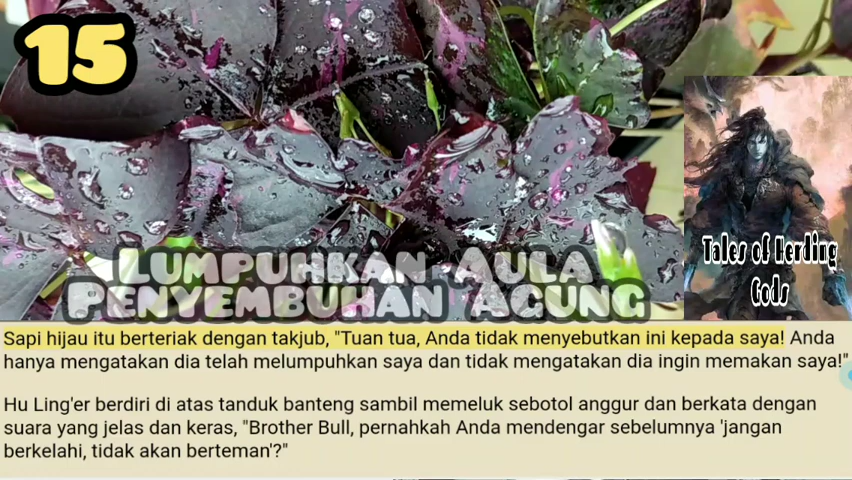 15
Tales of Herding
Gods
LUMPUHKAN AULA
PENYEMBUHAN AGUNG
Sapi hijau itu berteriak dengan takjub, "Tuan tua, Anda tidak menyebutkan ini kepada saya! Anda
hanya mengatakan dia telah melumpuhkan saya dan tidak mengatakan dia ingin memakan saya!"
Hu Ling'er berdiri di atas tanduk banteng sambil memeluk sebotol anggur dan berkata dengan
suara yang jelas dan keras, "Brother Bull, pernahkah Anda mendengar sebelumnya 'jangan
berkelahi, tidak akan berteman'?"